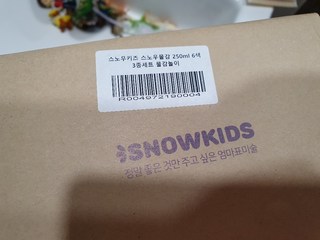 스노우키즈 스노우물감 250ml 6색
3종세트 물감놀이
R004972190004
SNOWKIDS
정말 좋은 것만 주고 싶은 엄마표미술